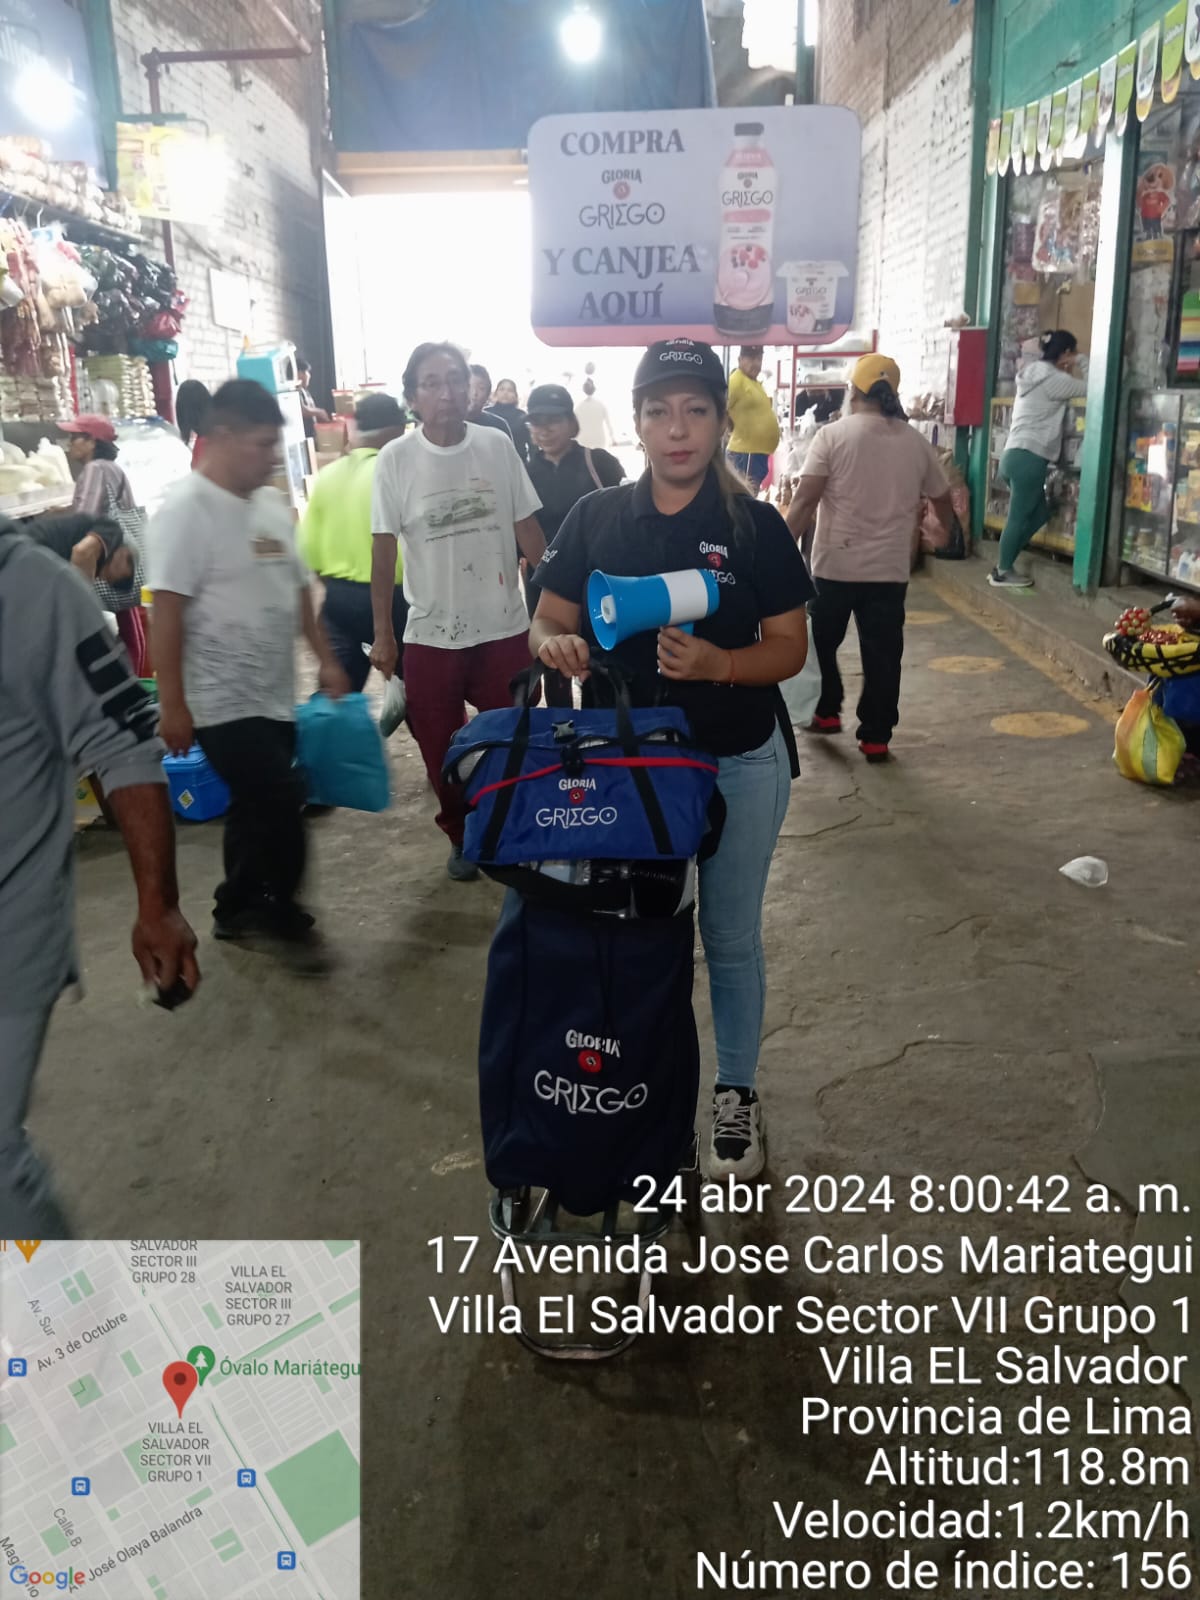 COMPRA
GLORIA
GRIEGO
Y CANJEA
AQUÍ
GLORIA
GRIEGO
GRIEGO
GRIEGO
GLORIA
GRIEGO
GLORIA
GRIEGO
GLORIA
GRIEGO
24 abr 2024 8:00:42 a. m.
17 Avenida Jose Carlos Mariategui
Villa El Salvador Sector VII Grupo 1
Villa EL Salvador
Provincia de Lima
Altitud:118.8m
Velocidad:1.2km/h
Número de índice: 156
SALVADOR
SECTOR III
GRUPO 28
VILLA EL
SALVADOR
SECTOR III
GRUPO 27
Av. Sur
Av. 3 de Octubre
Óvalo Mariátegu
VILLA EL
SALVADOR
SECTOR VII
GRUPO 1
Calle B
José Olaya Balandra
Google